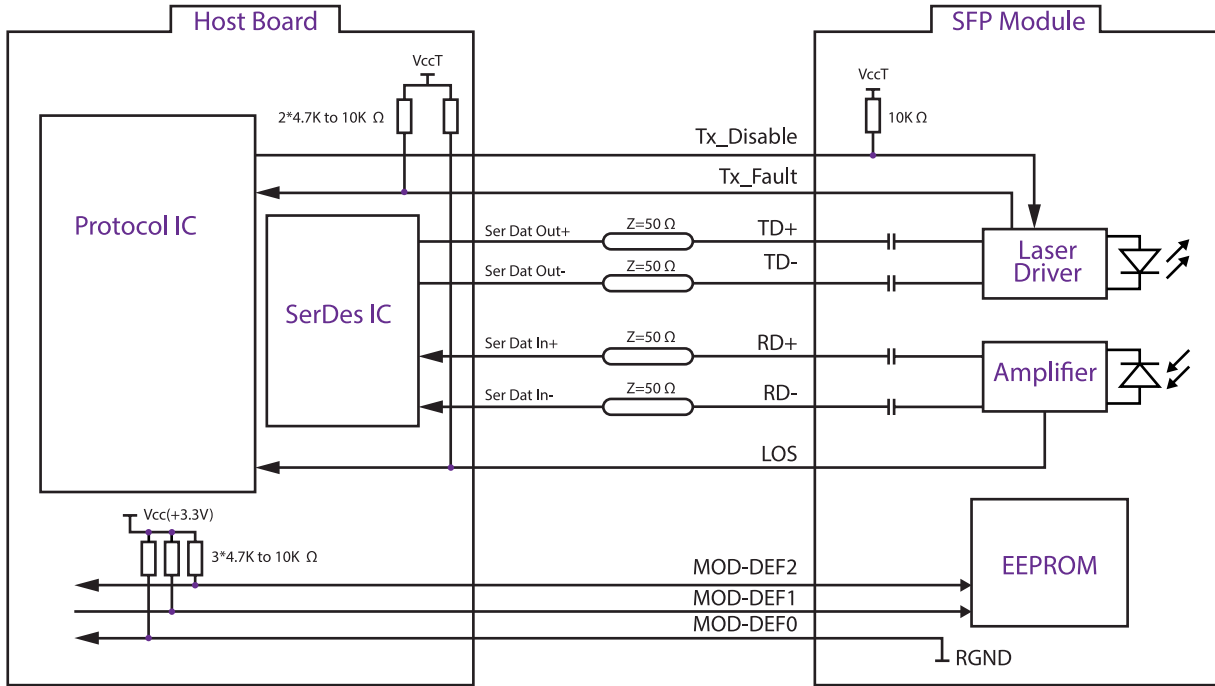 Host Board
SFP Module
VccT
VccT
2*4.7K to 10K Ω
10K Ω
Tx_Disable
Tx_Fault
Protocol IC
Ser Dat Out+
Z=50 Ω
TD+
Laser
Driver
Ser Dat Out-
Z=50 Ω
TD-
SerDes IC
Ser Dat In+
Z=50 Ω
RD+
Amplifier
Ser Dat In-
Z=50 Ω
RD-
LOS
Vcc(+3.3V)
3*4.7K to 10K Ω
EEPROM
MOD-DEF2
MOD-DEF1
MOD-DEF0
RGND